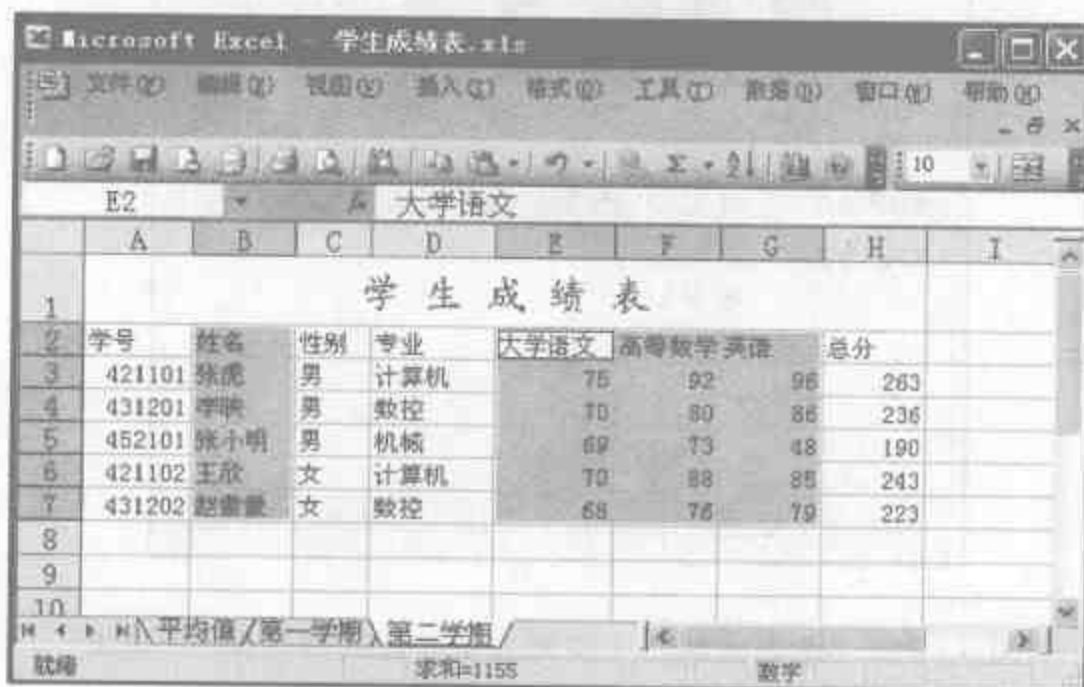 Microsoft Excel - 学生成绩表.xls
文件(F) 编辑(E) 视图(V) 插入(I) 格式(O) 工具(T) 数据(D) 窗口(W) 帮助(H)
10
E2 fx 大学语文
A B C D E F G H I
1 学生成绩表
2 学号 姓名 性别 专业 大学语文 高等数学 英语 总分
3 421101 张虎 男 计算机 75 92 96 263
4 431201 李映 男 数控 70 80 86 236
5 452101 张小明 男 机械 69 73 48 190
6 421102 王欣 女 计算机 70 88 85 243
7 431202 女 数控 68 76 79 223
8
9
10
平均值 第一学期 第二学期
就绪 求和=1155 数字